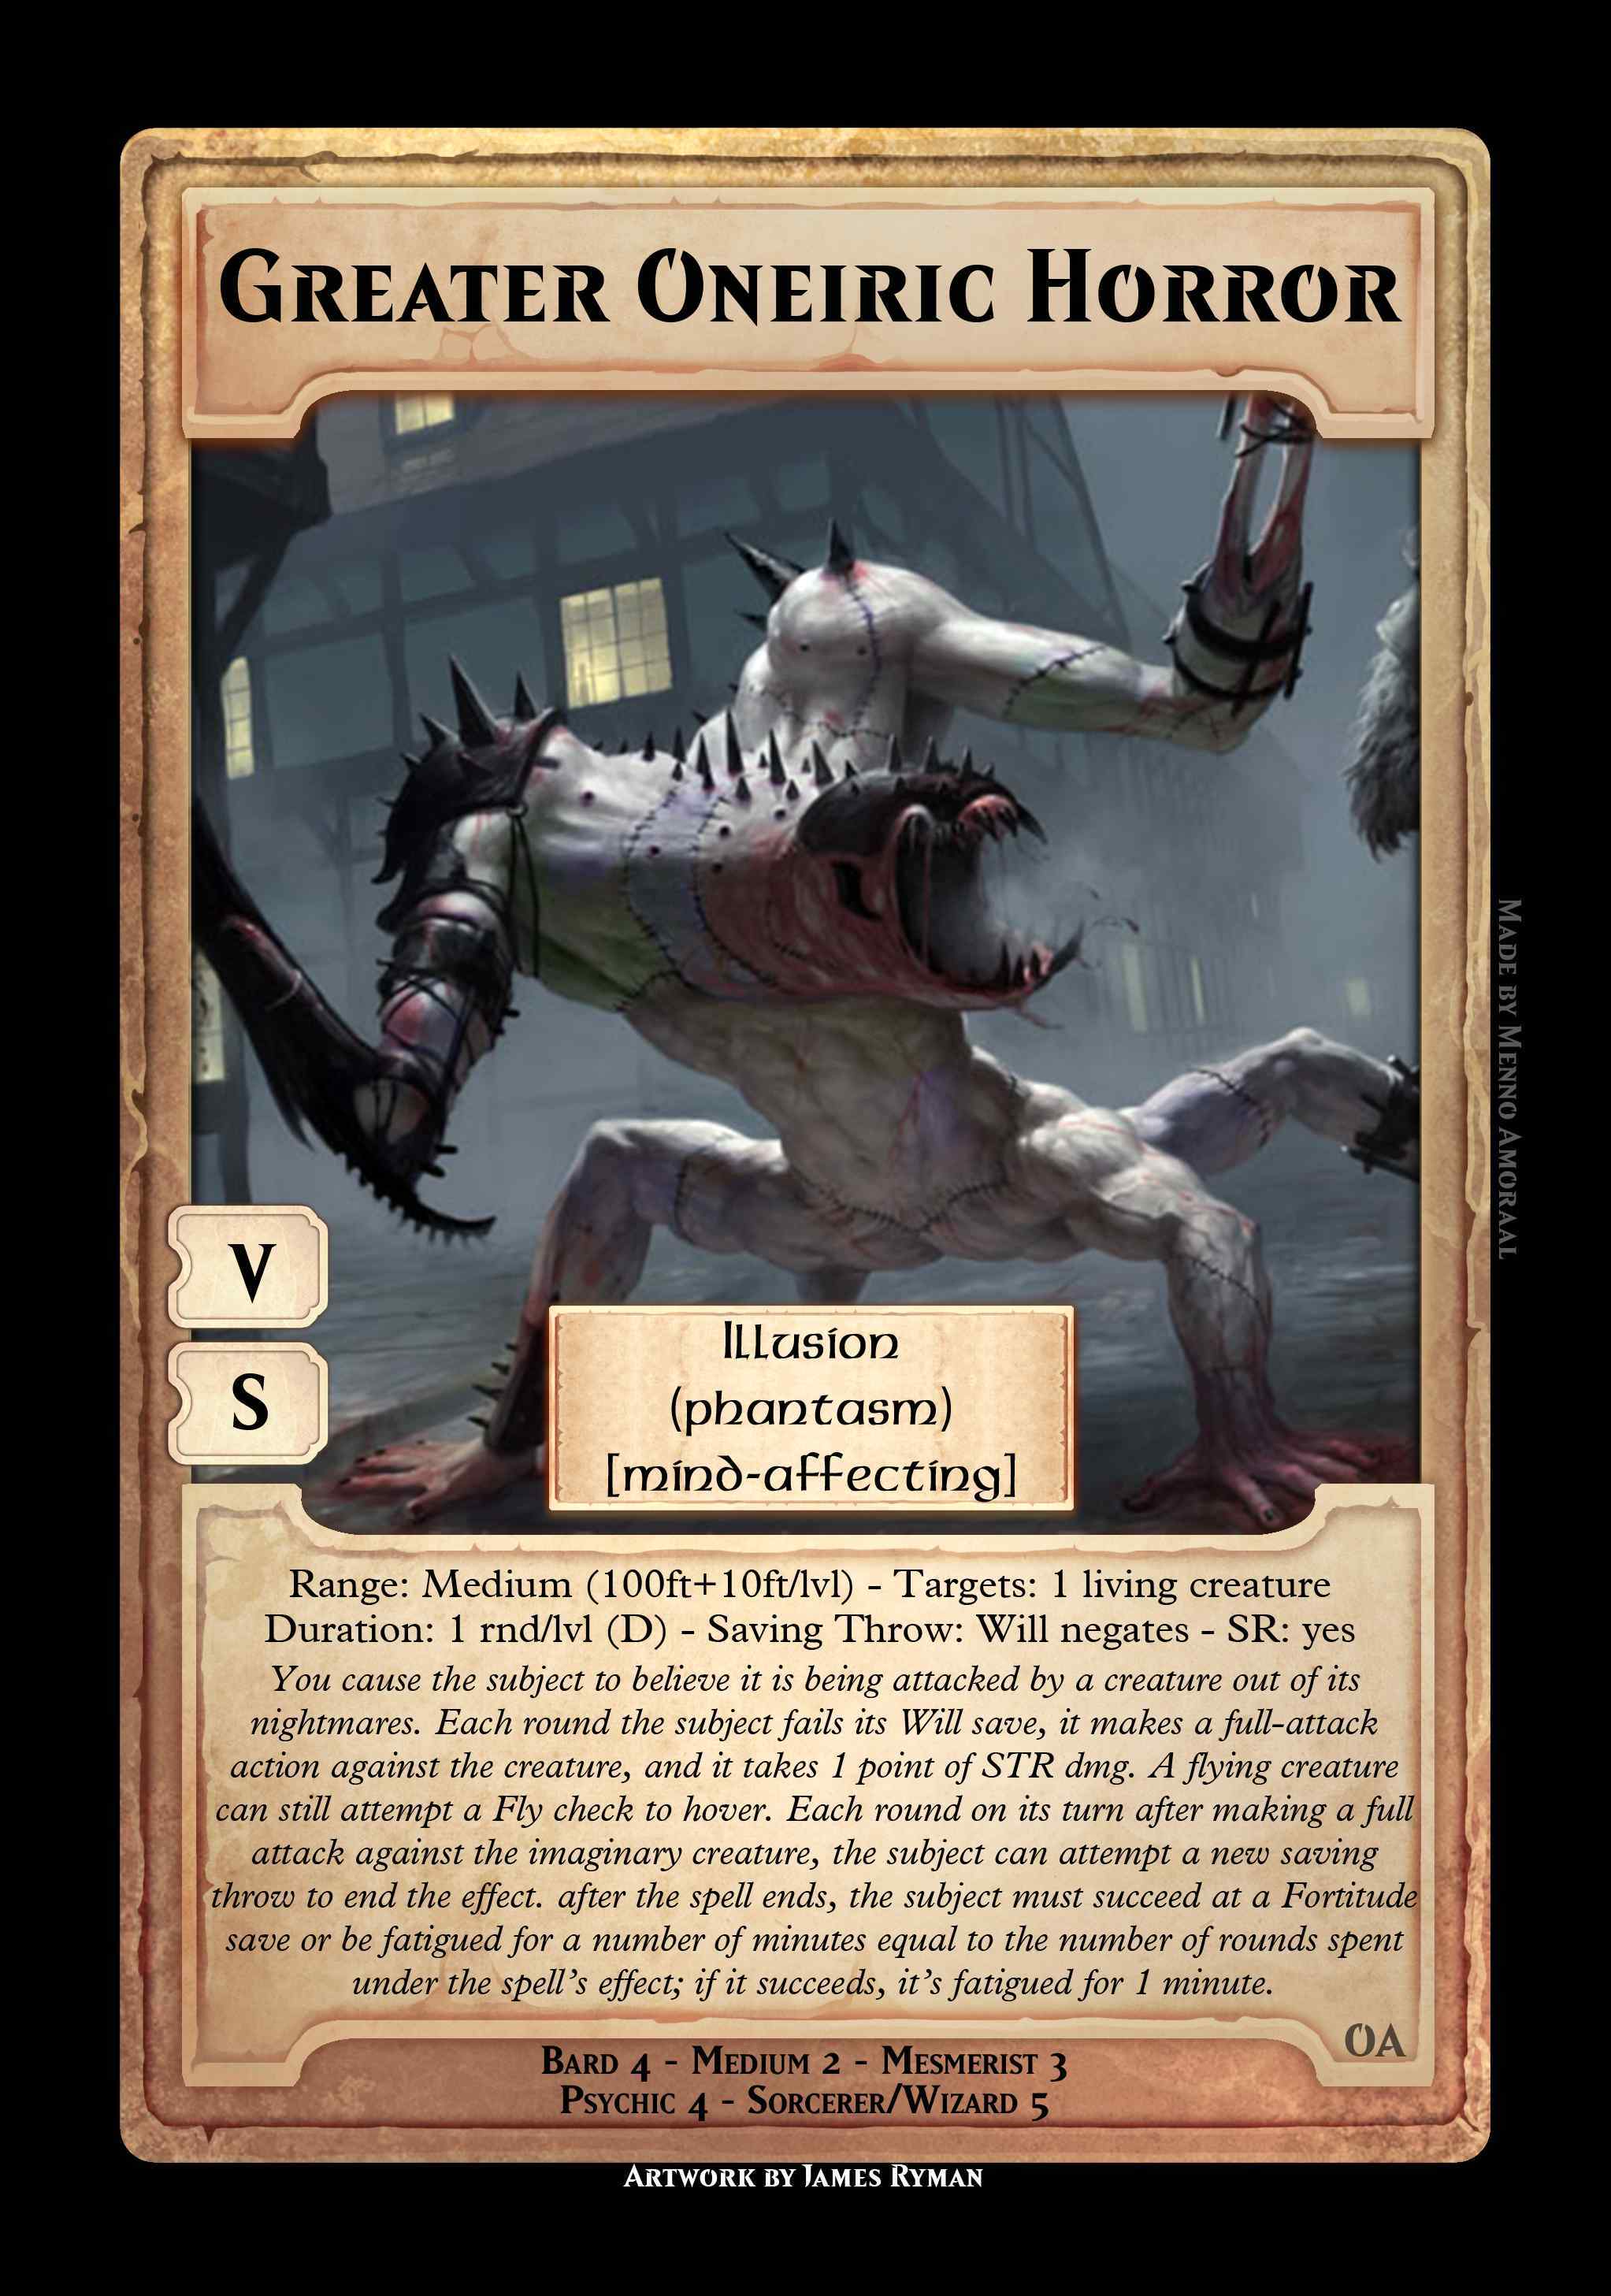 Greater Oneiric Horror
V
S
Illusion
(phantasm)
[mind-affecting]
Range: Medium (100ft+10ft/lvl) - Targets: 1 living creature
Duration: 1 rnd/lvl (D) - Saving Throw: Will negates - SR: yes
You cause the subject to believe it is being attacked by a creature out of its
nightmares. Each round the subject fails its Will save, it makes a full-attack
action against the creature, and it takes 1 point of STR dmg. A flying creature
can still attempt a Fly check to hover. Each round on its turn after making a full
attack against the imaginary creature, the subject can attempt a new saving
throw to end the effect. after the spell ends, the subject must succeed at a Fortitude
save or be fatigued for a number of minutes equal to the number of rounds spent
under the spell's effect; if it succeeds, it's fatigued for 1 minute.
OA
Bard 4 - Medium 2 - Mesmerist 3
Psychic 4 - Sorcerer/Wizard 5
Artwork by James Ryman
Made by Menno Amoraal